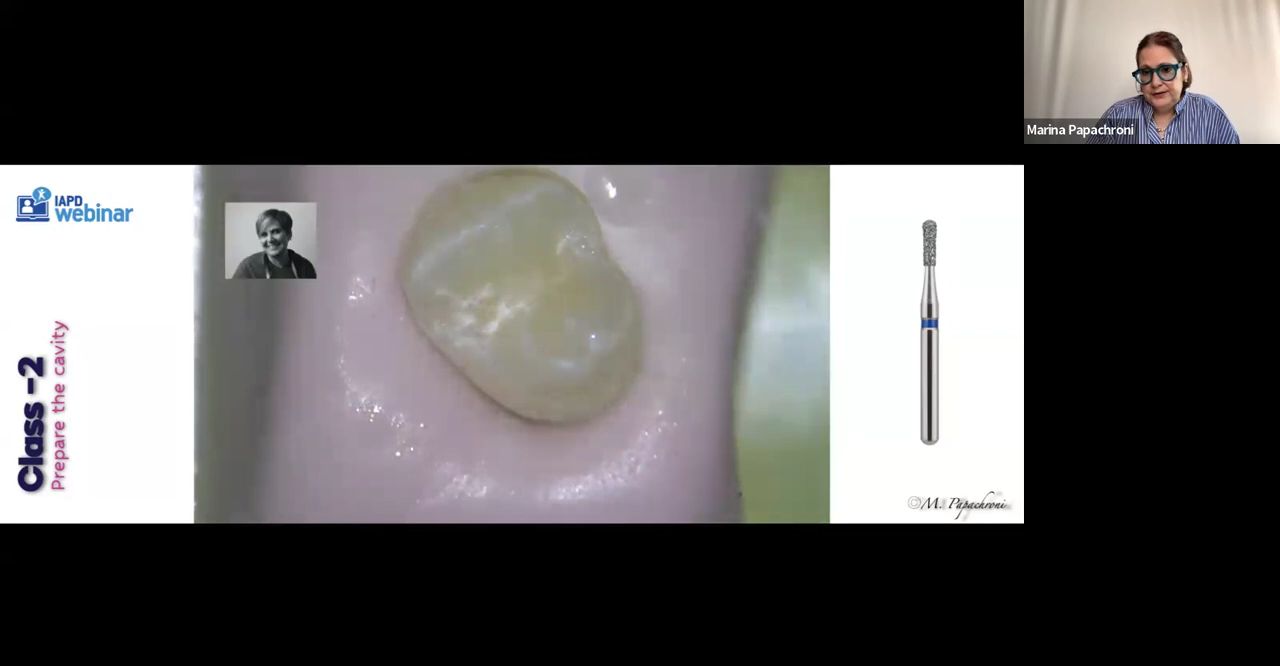 Marina Papachroni
IAPD
webinar
Class -2
Prepare the cavity
©M. Papachroni